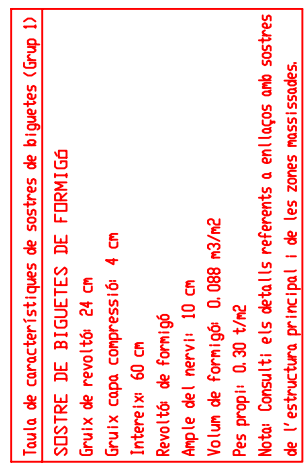 Taula de característiques de sostres de biguetes (Grup 1)
SOSTRE DE BIGUETES DE FORMIGÓ
Gruix de revoltó: 24 cm
Gruix capa compressió: 4 cm
Intereix: 60 cm
Revoltó: de formigó
Ample del nervi: 10 cm
Volum de formigó: 0.088 m3/m2
Pes propi: 0.30 t/m2
Nota: Consulti els detalls referents a enllaços amb sostres
de l'estructura principal i de les zones massissades.